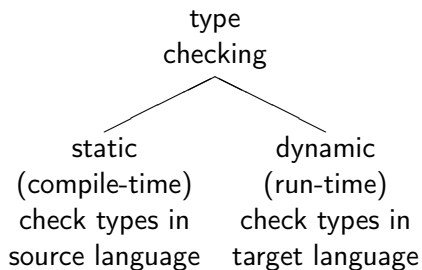 type
checking
static
(compile-time)
check types in
source language
dynamic
(run-time)
check types in
target language